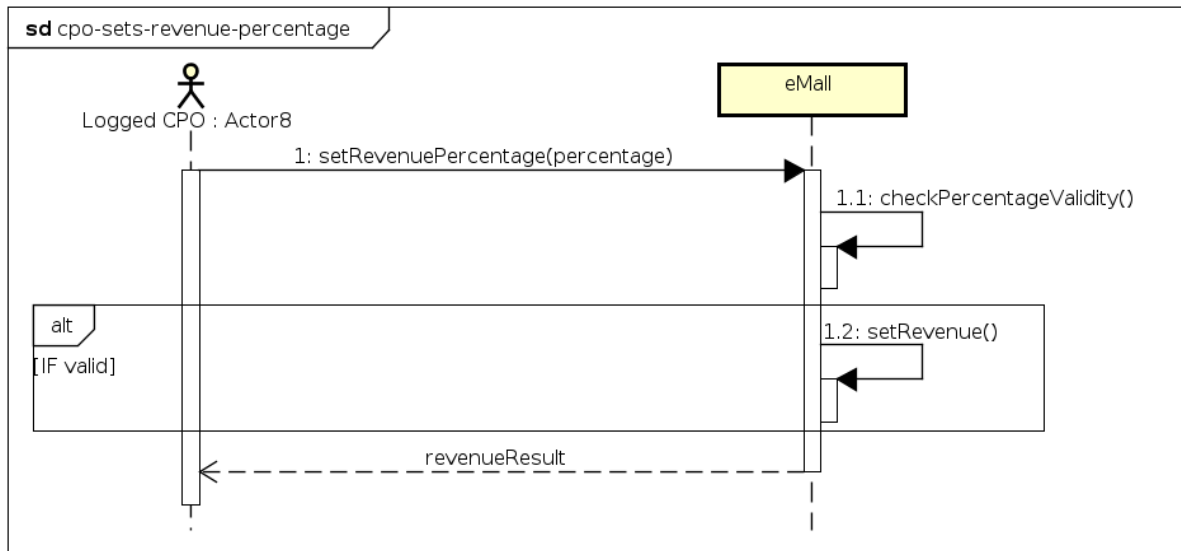 sd cpo-sets-revenue-percentage
Logged CPO : Actor8
eMall
1: setRevenuePercentage(percentage)
1.1: checkPercentageValidity()
alt
[IF valid]
1.2: setRevenue()
revenueResult